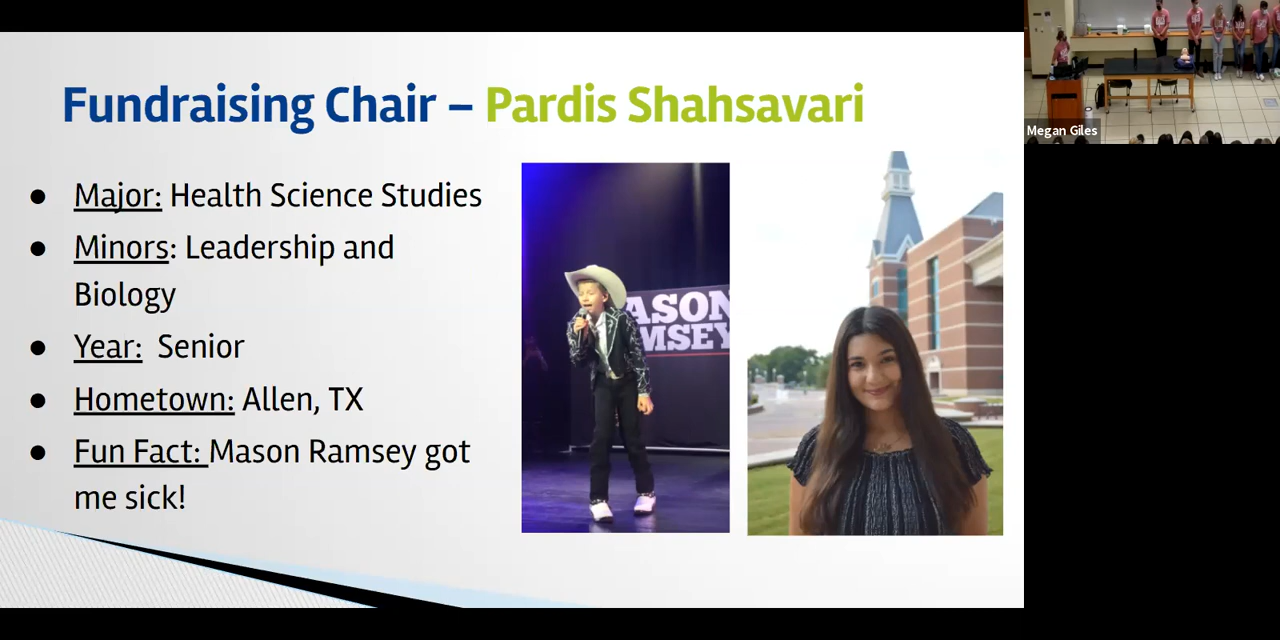 Fundraising Chair – Pardis Shahsavari
Major: Health Science Studies
Minors: Leadership and
Biology
Year: Senior
Hometown: Allen, TX
Fun Fact: Mason Ramsey got
me sick!
ASON
MSEY
Megan Giles